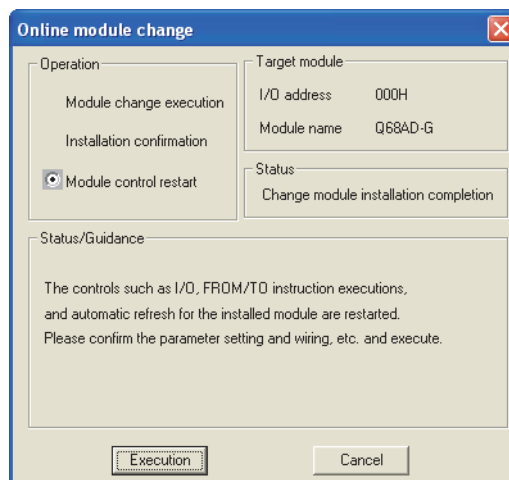 Online module change
Operation
Module change execution
Installation confirmation
Module control restart
Target module
I/O address 000H
Module name Q68AD-G
Status
Change module installation completion
Status/Guidance
The controls such as I/O, FROM/TO instruction executions,
and automatic refresh for the installed module are restarted.
Please confirm the parameter setting and wiring, etc. and execute.
Execution
Cancel